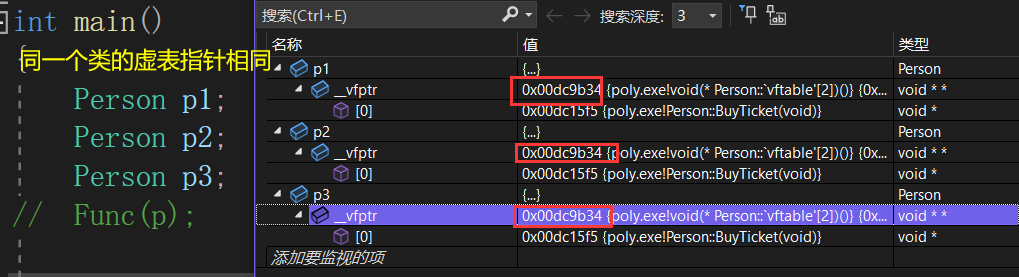 int main()
{
同一个类的虚表指针相同
Person p1;
Person p2;
Person p3;
// Func(p);
搜索(Ctrl+E)
搜索深度: 3
名称 值 类型
p1 {...} Person
__vfptr 0x00dc9b34 {poly.exe!void(* Person::`vftable'[2])()} {0x... void * *
[0] 0x00dc15f5 {poly.exe!Person::BuyTicket(void)} void *
p2 {...} Person
__vfptr 0x00dc9b34 {poly.exe!void(* Person::`vftable'[2])()} {0x... void * *
[0] 0x00dc15f5 {poly.exe!Person::BuyTicket(void)} void *
p3 {...} Person
__vfptr 0x00dc9b34 {poly.exe!void(* Person::`vftable'[2])()} {0x... void * *
[0] 0x00dc15f5 {poly.exe!Person::BuyTicket(void)} void *
添加要监视的项